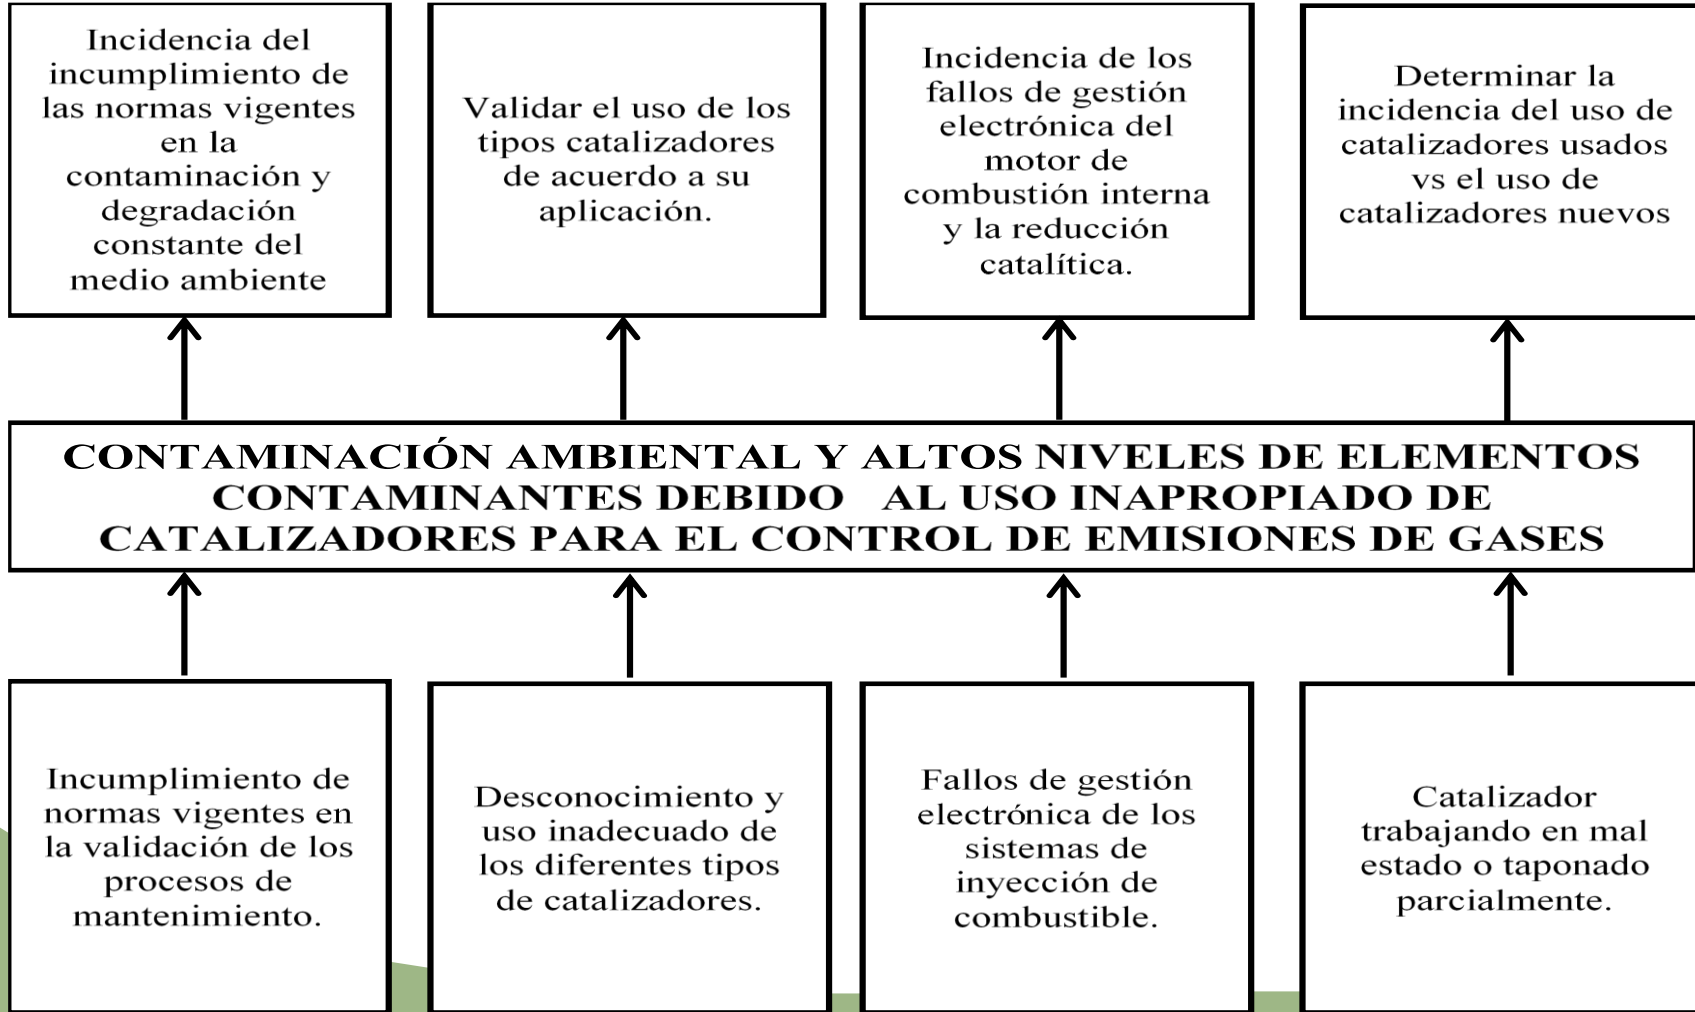 Incidencia del
incumplimiento de
las normas vigentes
en la
contaminación y
degradación
constante del
medio ambiente
Validar el uso de los
tipos catalizadores
de acuerdo a su
aplicación.
Incidencia de los
fallos de gestión
electrónica del
motor de
combustión interna
y la reducción
catalítica.
Determinar la
incidencia del uso de
catalizadores usados
vs el uso de
catalizadores nuevos
CONTAMINACIÓN AMBIENTAL Y ALTOS NIVELES DE ELEMENTOS
CONTAMINANTES DEBIDO AL USO INAPROPIADO DE
CATALIZADORES PARA EL CONTROL DE EMISIONES DE GASES
Incumplimiento de
normas vigentes en
la validación de los
procesos de
mantenimiento.
Desconocimiento y
uso inadecuado de
los diferentes tipos
de catalizadores.
Fallos de gestión
electrónica de los
sistemas de
inyección de
combustible.
Catalizador
trabajando en mal
estado o taponado
parcialmente.